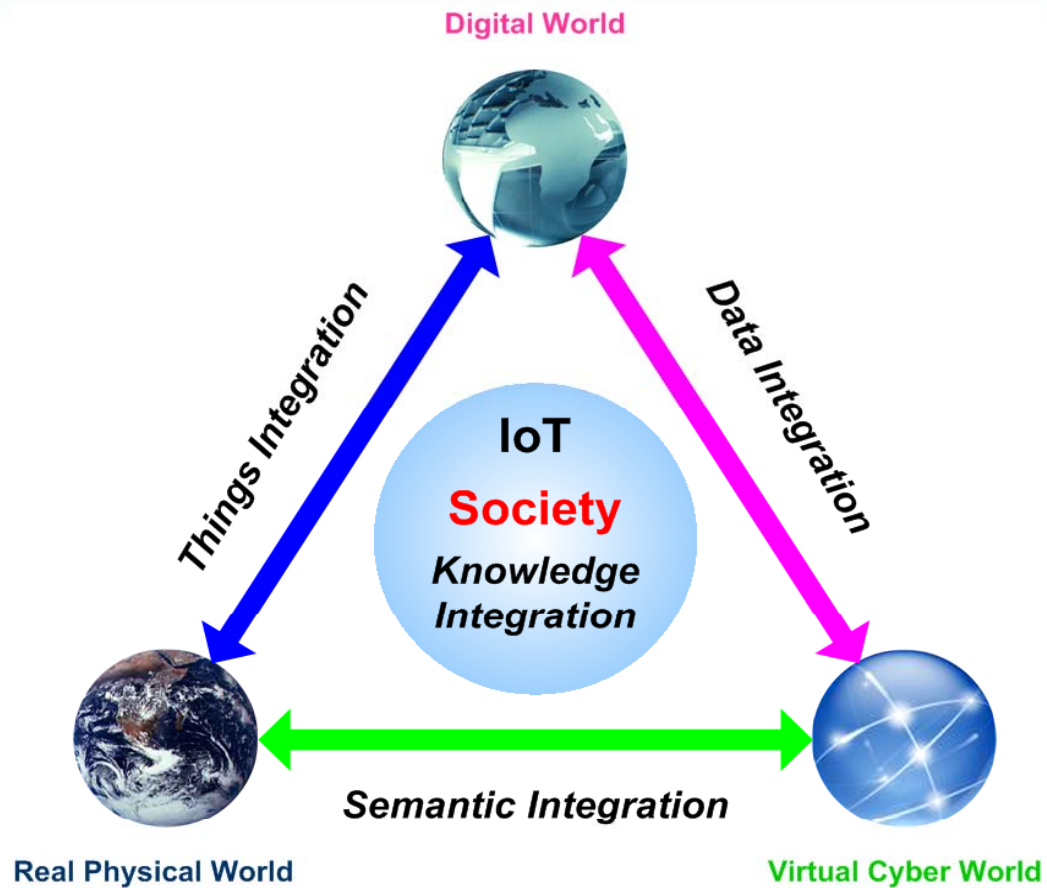 Digital World
Things Integration
Data Integration
IoT
Society
Knowledge
Integration
Semantic Integration
Real Physical World
Virtual Cyber World